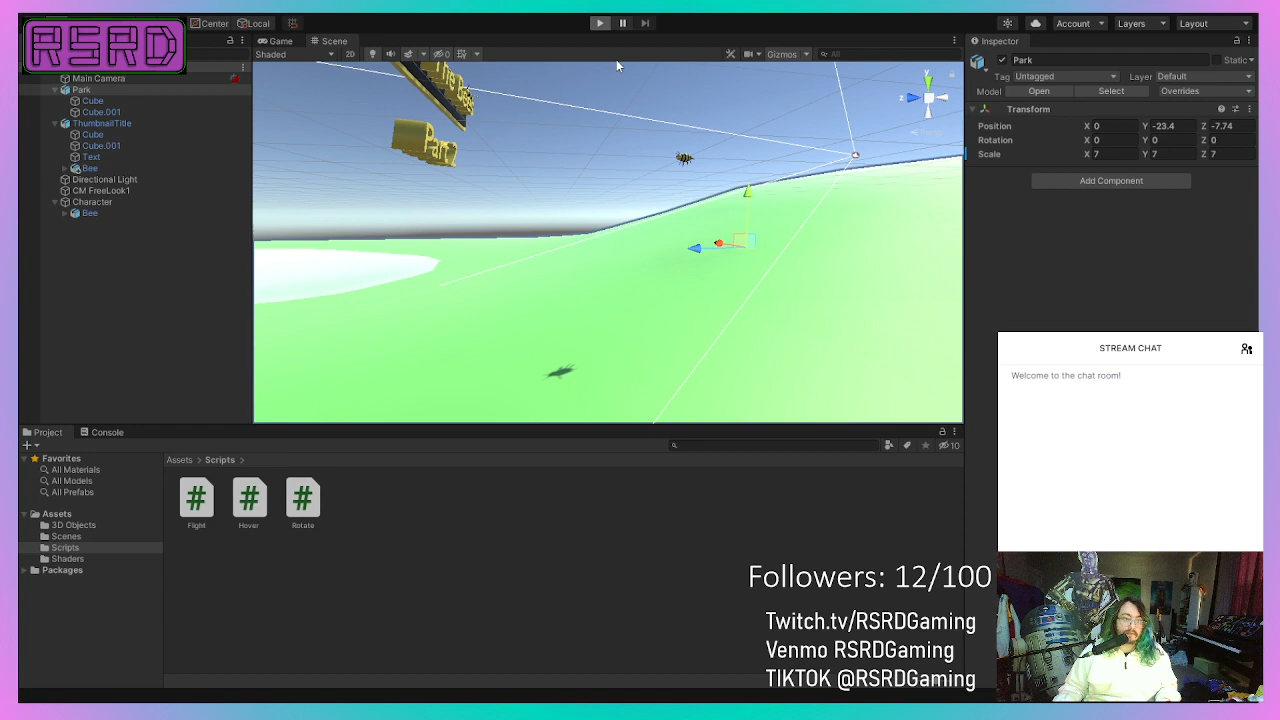 RSRD
Center
Local
Account
Layers
Layout
Game
Scene
Inspector
Shaded
2D
0
Gizmos
All
Park
Static
Tag Untagged
Layer Default
Model
Open
Select
Overrides
Transform
Position
X 0
Y -23.4
Z -7.74
Rotation
X 0
Y 0
Z 0
Scale
X 7
Y 7
Z 7
Add Component
Main Camera
Park
Cube
Cube.001
ThumbnailTitle
Cube
Cube.001
Text
Bee
Directional Light
CM FreeLook1
Character
Bee
Part
y
z
Project
Console
10
Favorites
All Materials
All Models
All Prefabs
Assets
3D Objects
Scenes
Scripts
Shaders
Packages
Assets > Scripts >
Flight
Hover
Rotate
STREAM CHAT
Welcome to the chat room!
Followers: 12/100
Twitch.tv/RSRDGaming
Venmo RSRDGaming
TIKTOK @RSRDGaming